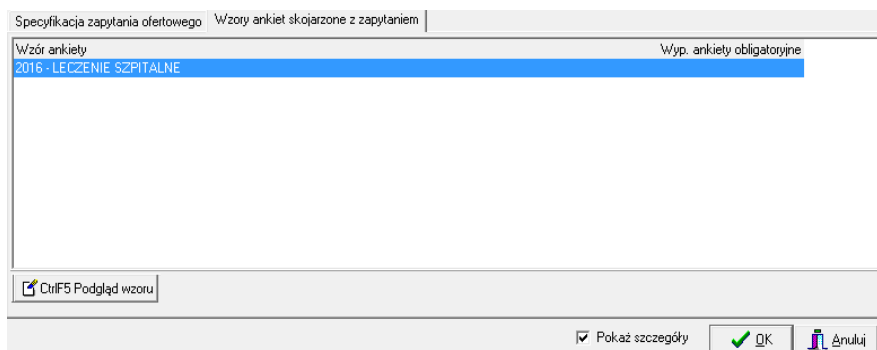 Specyfikacja zapytania ofertowego Wzory ankiet skojarzone z zapytaniem
Wzór ankiety Wyp. ankiety obligatoryjne
2016 - LECZENIE SZPITALNE
CtrlF5 Podgląd wzoru
Pokaż szczegóły OK Anuluj